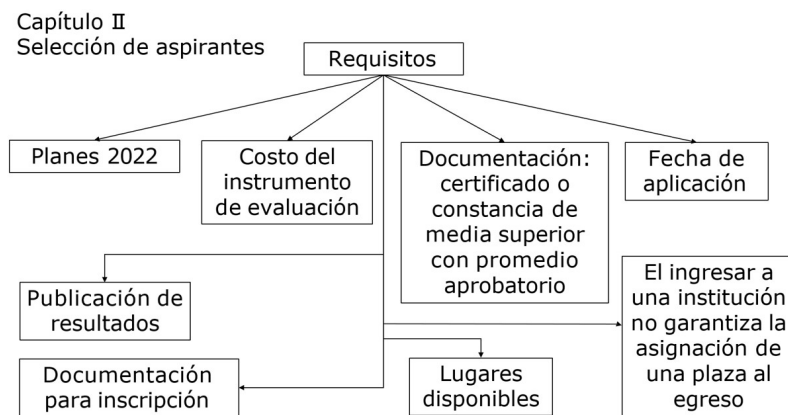 Capítulo II
Selección de aspirantes
Requisitos
Planes 2022
Costo del
instrumento
de evaluación
Documentación:
certificado o
constancia de
media superior
con promedio
aprobatorio
Fecha de
aplicación
Publicación de
resultados
El ingresar a
una institución
no garantiza la
asignación de
una plaza al
egreso
Documentación
para inscripción
Lugares
disponibles